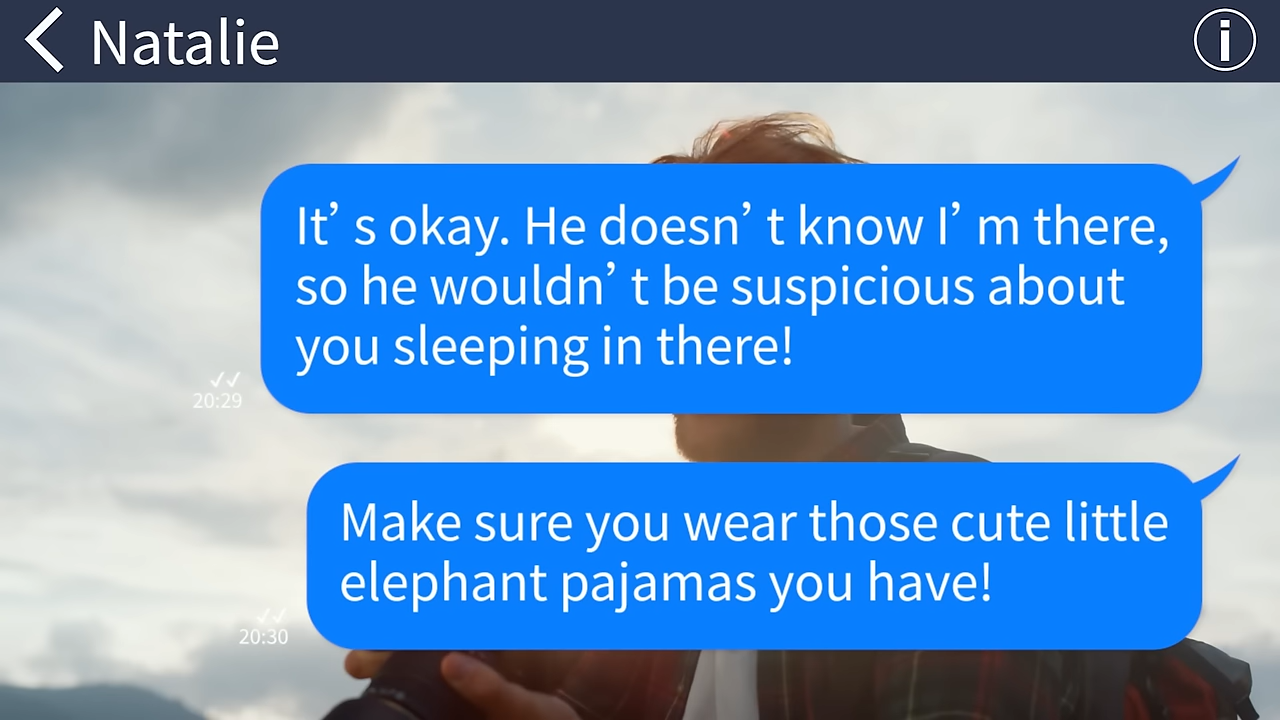 Natalie
It’s okay. He doesn’t know I’m there,
so he wouldn’t be suspicious about
you sleeping in there!
20:29
Make sure you wear those cute little
elephant pajamas you have!
20:30